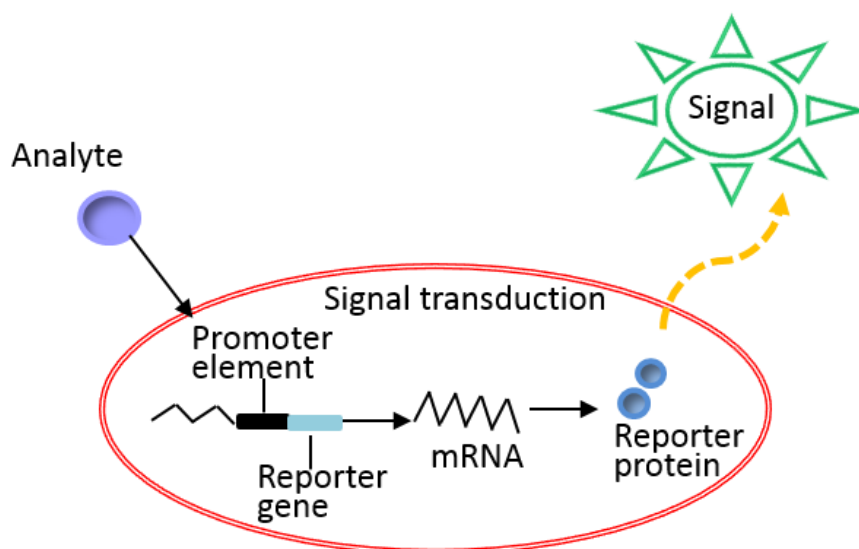 Signal
Analyte
Signal transduction
Promoter
element
mRNA
Reporter
gene
Reporter
protein